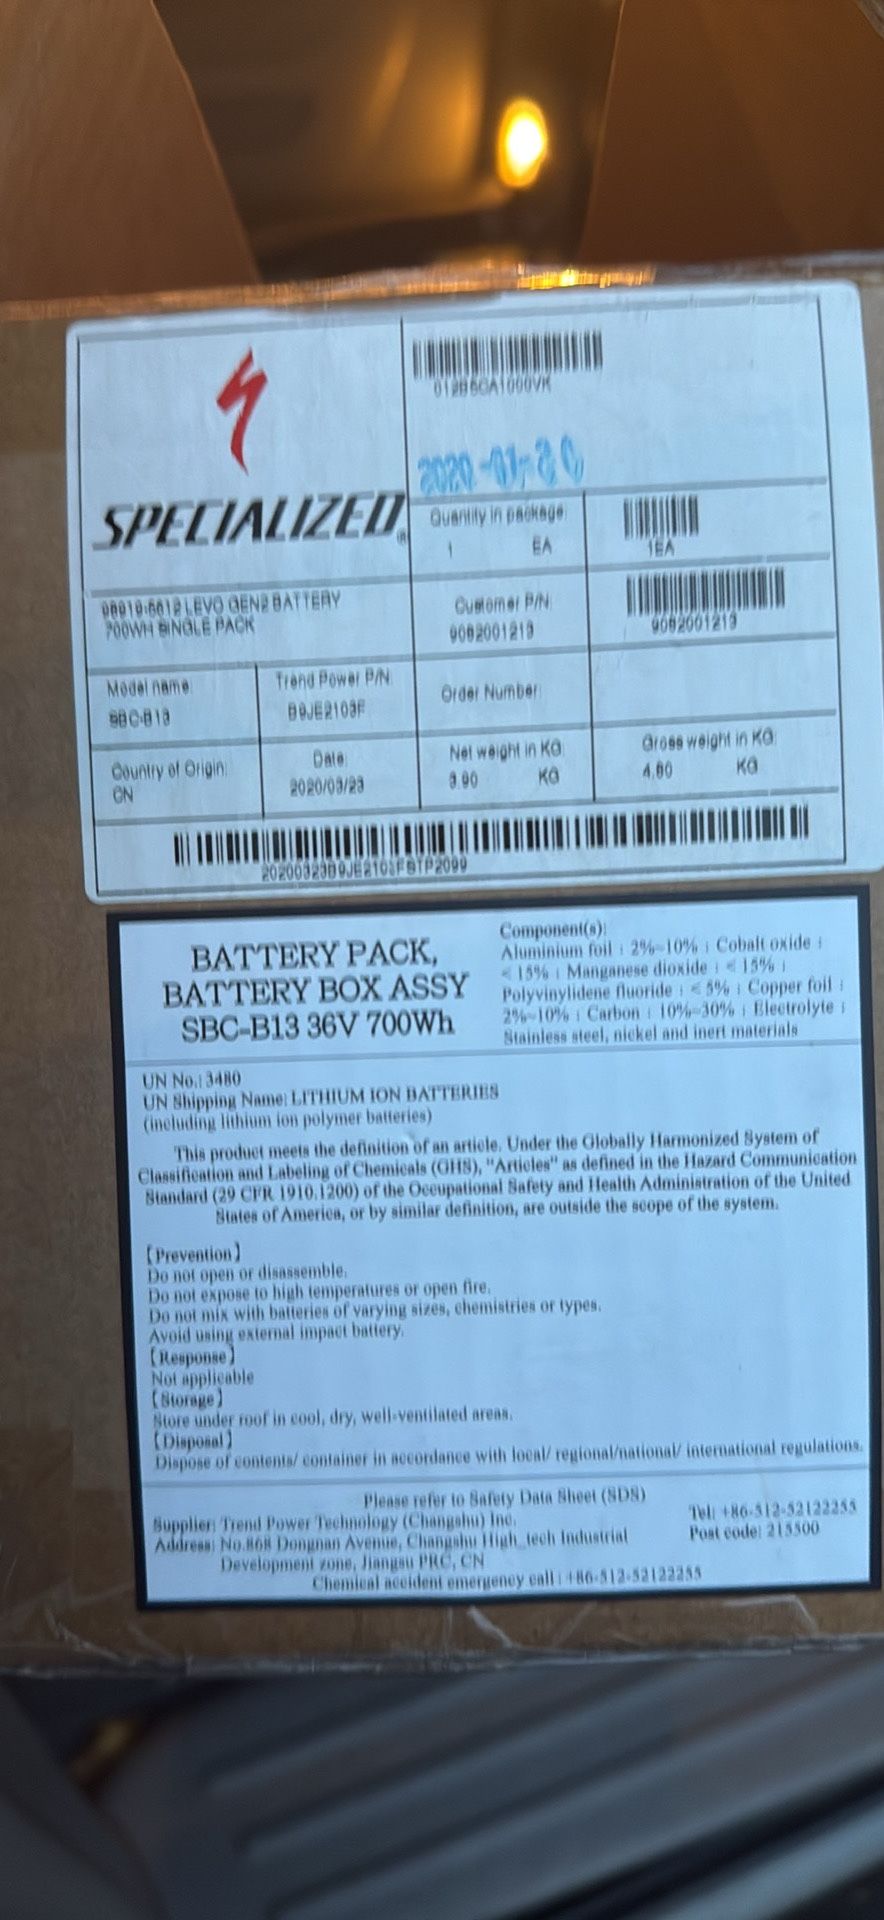 SPECIALIZED
2020-01-
Quantity in package:
1 EA
1EA
LEVO GEN2 BATTERY
700WH SINGLE PACK
Customer P/N:
9082001213
9082001213
Model name:
SBC-B13
Trend Power P/N:
B9JE2103F
Order Number:
Country of Origin:
CN
Date:
2020/03/23
Net weight in KG:
3.90 KG
Gross weight in KG:
KG
BATTERY PACK,
BATTERY BOX ASSY
SBC-B13 36V 700Wh
Component(s):
Aluminium foil : 2%~10% ; Cobalt oxide :
< 15% ; Manganese dioxide : < 15% ;
Polyvinylidene fluoride : < 5% ; Copper foil :
2%~10% ; Carbon : 10%~30% ; Electrolyte ;
Stainless steel, nickel and inert materials
UN No.: 3480
UN Shipping Name: LITHIUM ION BATTERIES
(including lithium ion polymer batteries)
This product meets the definition of an article. Under the Globally Harmonized System of
Classification and Labeling of Chemicals (GHS), "Articles" as defined in the Hazard Communication
Standard (29 CFR 1910.1200) of the Occupational Safety and Health Administration of the United
States of America, or by similar definition, are outside the scope of the system.
【Prevention】
Do not open or disassemble.
Do not expose to high temperatures or open fire.
Do not mix with batteries of varying sizes, chemistries or types.
Avoid using external impact battery.
【Response】
Not applicable
【Storage】
Store under roof in cool, dry, well-ventilated areas.
【Disposal】
Dispose of contents/ container in accordance with local/ regional/national/ international regulations.
Please refer to Safety Data Sheet (SDS)
Supplier: Trend Power Technology (Changshu) Inc.
Tel: +86-512-52122255
Address: No.868 Dongnan Avenue, Changshu High_tech Industrial
Post code: 215500
Development zone, Jiangsu PRC, CN
Chemical accident emergency call : +86-512-52122255